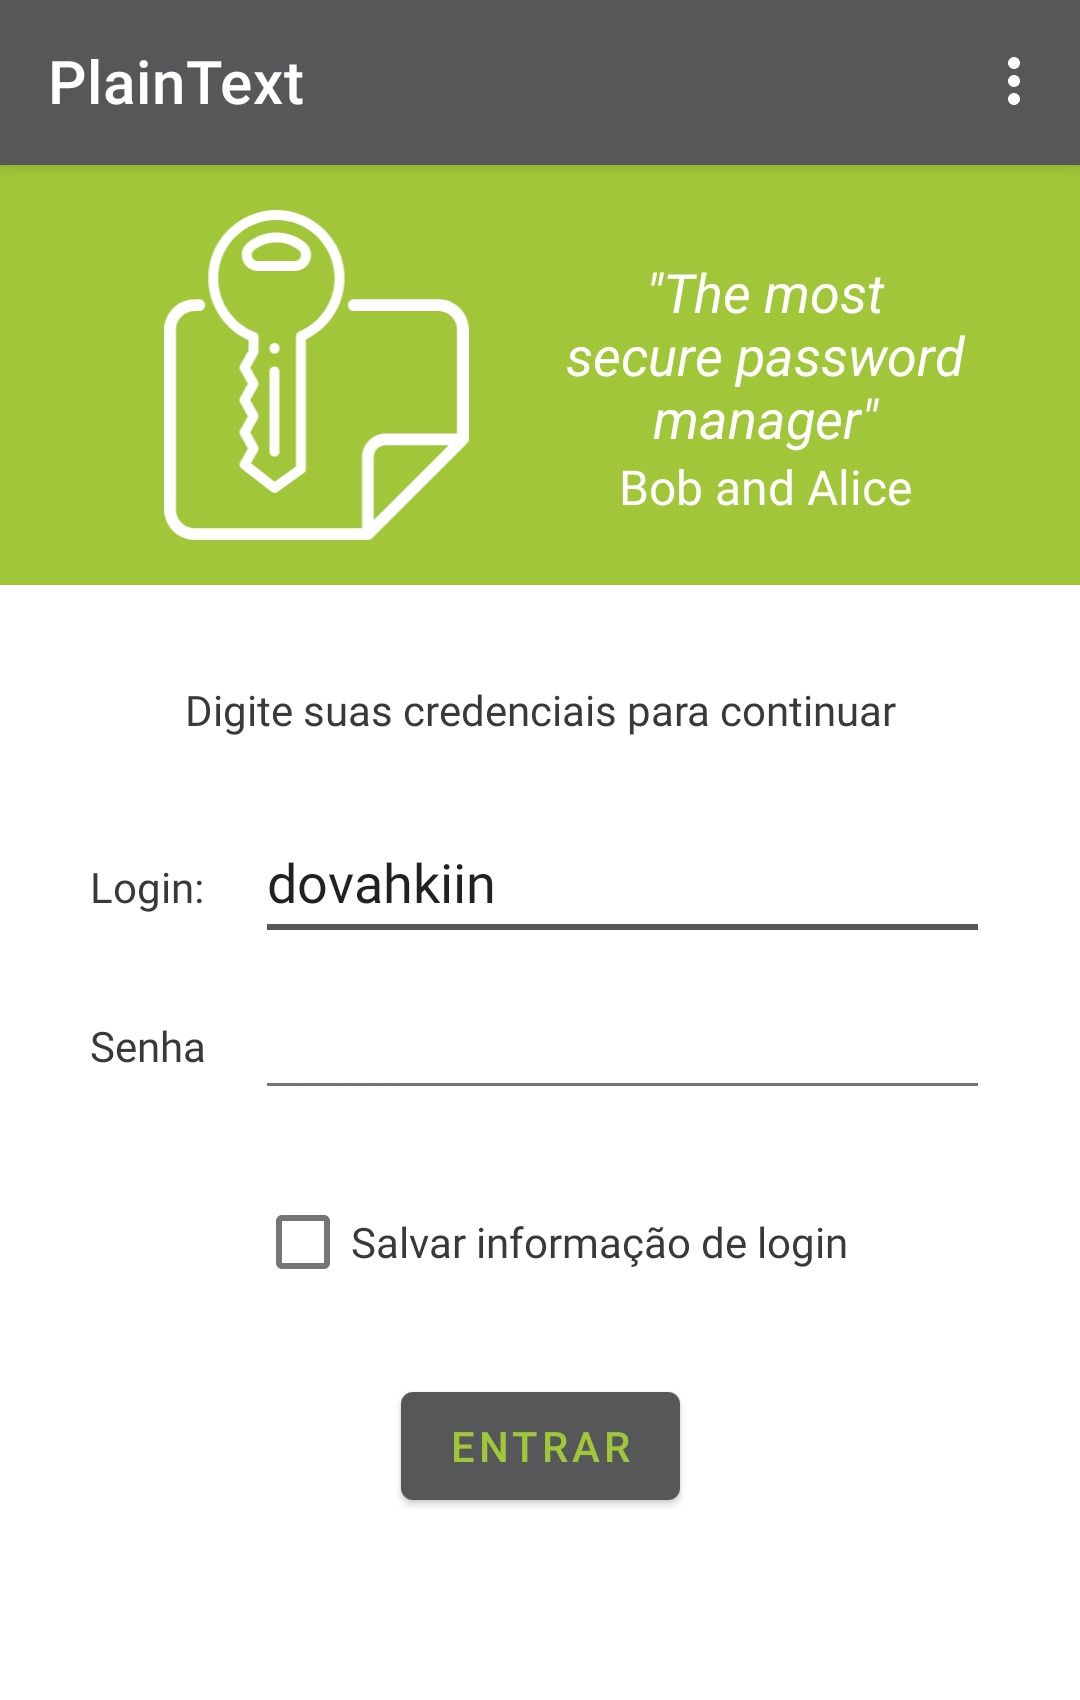 PlainText
"The most
secure password
manager"
Bob and Alice
Digite suas credenciais para continuar
Login:
dovahkiin
Senha
Salvar informação de login
ENTRAR